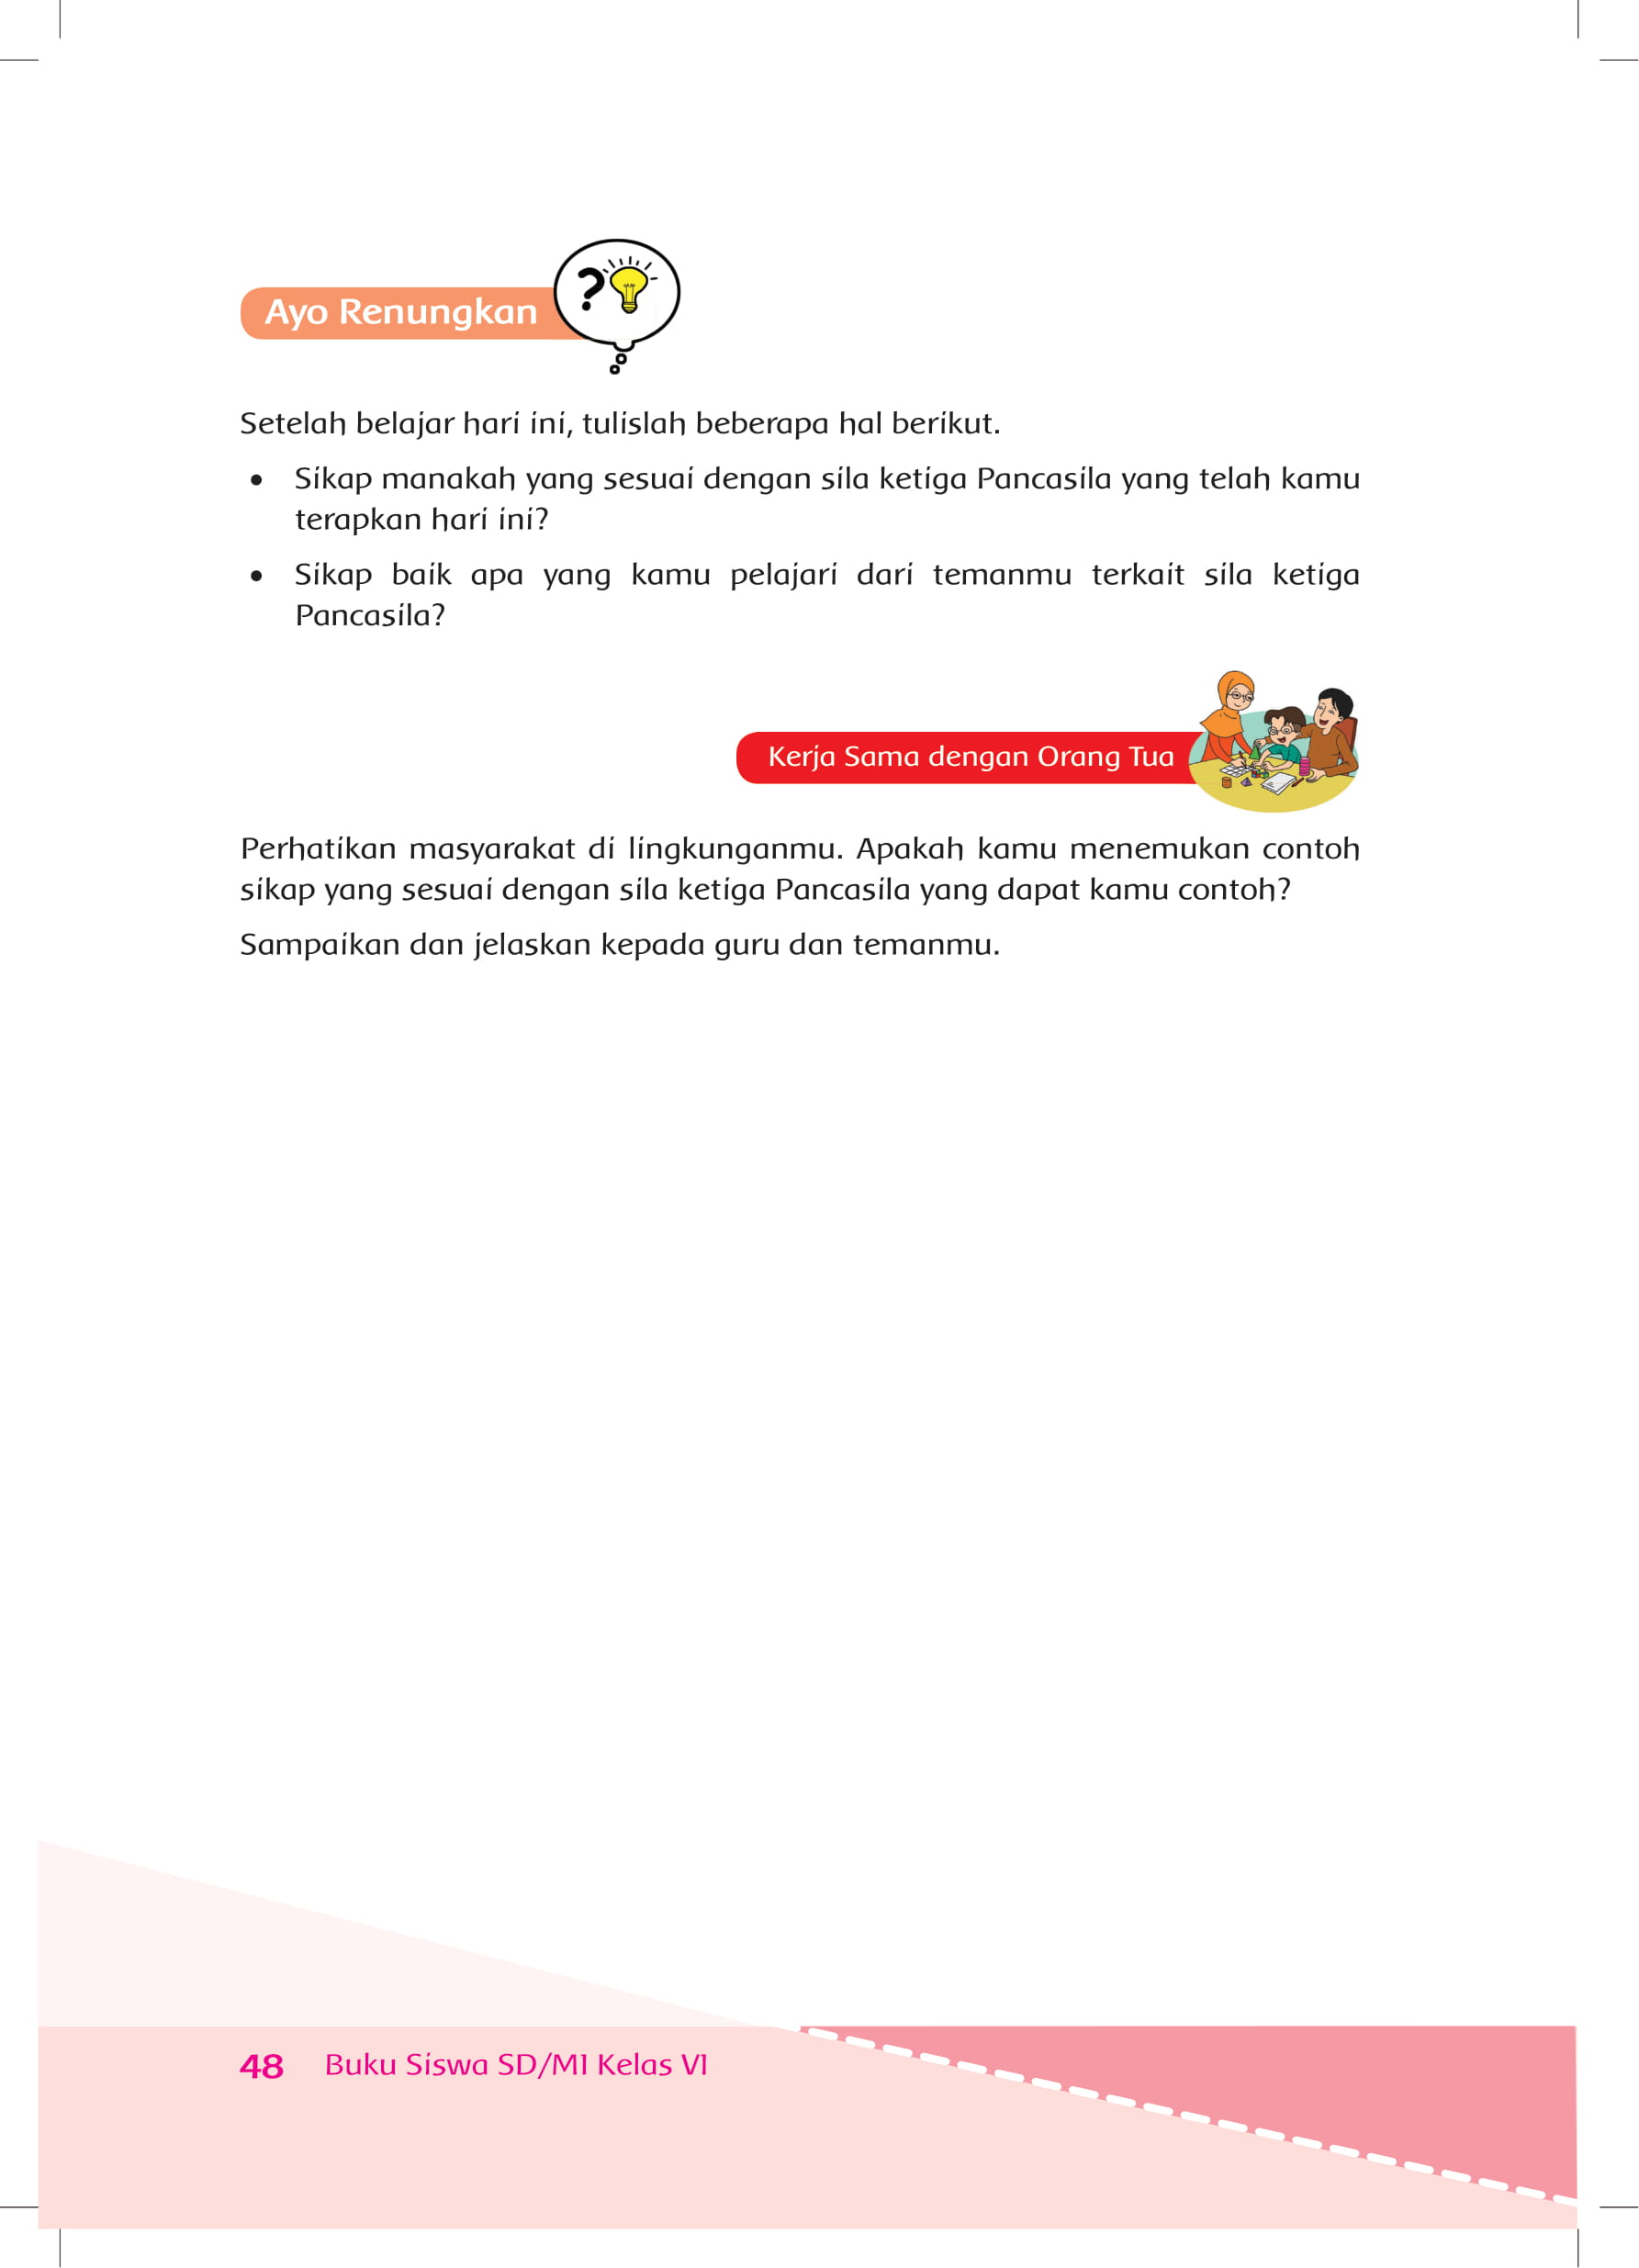 Ayo Renungkan
?
Setelah belajar hari ini, tulislah beberapa hal berikut.
• Sikap manakah yang sesuai dengan sila ketiga Pancasila yang telah kamu
terapkan hari ini?
• Sikap baik apa yang kamu pelajari dari temanmu terkait sila ketiga
Pancasila?
Kerja Sama dengan Orang Tua
Perhatikan masyarakat di lingkunganmu. Apakah kamu menemukan contoh
sikap yang sesuai dengan sila ketiga Pancasila yang dapat kamu contoh?
Sampaikan dan jelaskan kepada guru dan temanmu.
48 Buku Siswa SD/MI Kelas VI